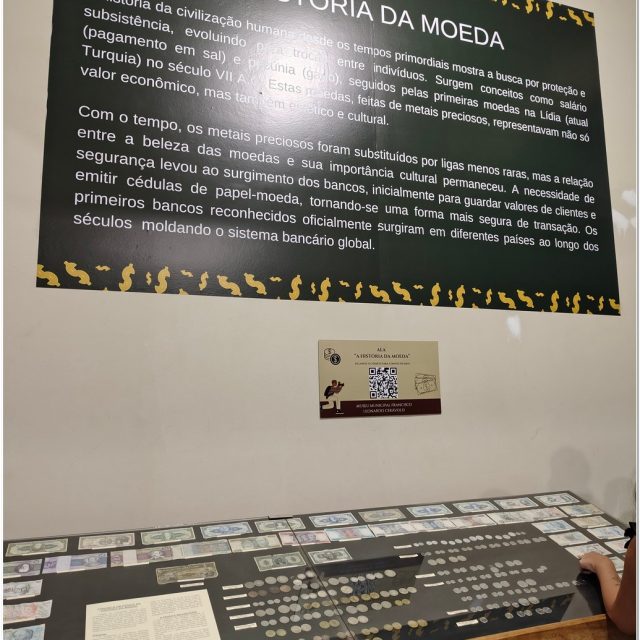 HISTÓRIA DA MOEDA
história da civilização humana desde os tempos primordiais mostra a busca por proteção e
subsistência, evoluindo para trocas entre indivíduos. Surgem conceitos como salário
(pagamento em sal) e pecúnia (gado), seguidos pelas primeiras moedas na Lídia (atual
Turquia) no século VII A. Estas moedas, feitas de metais preciosos, representavam não só
valor econômico, mas também e cultural.
Com o tempo, os metais preciosos foram substituídos por ligas menos raras, mas a relação
entre a beleza das moedas e sua importância cultural permaneceu. A necessidade de
segurança levou ao surgimento dos bancos, inicialmente para guardar valores de clientes e
emitir cédulas de papel-moeda, tornando-se uma forma mais segura de transação. Os
primeiros bancos reconhecidos oficialmente surgiram em diferentes países ao longo dos
séculos moldando o sistema bancário global.
ALA
"A HISTÓRIA DA MOEDA"
MUSEU MUNICIPAL FRANCISCO
LEONARDO CERÁVOLO